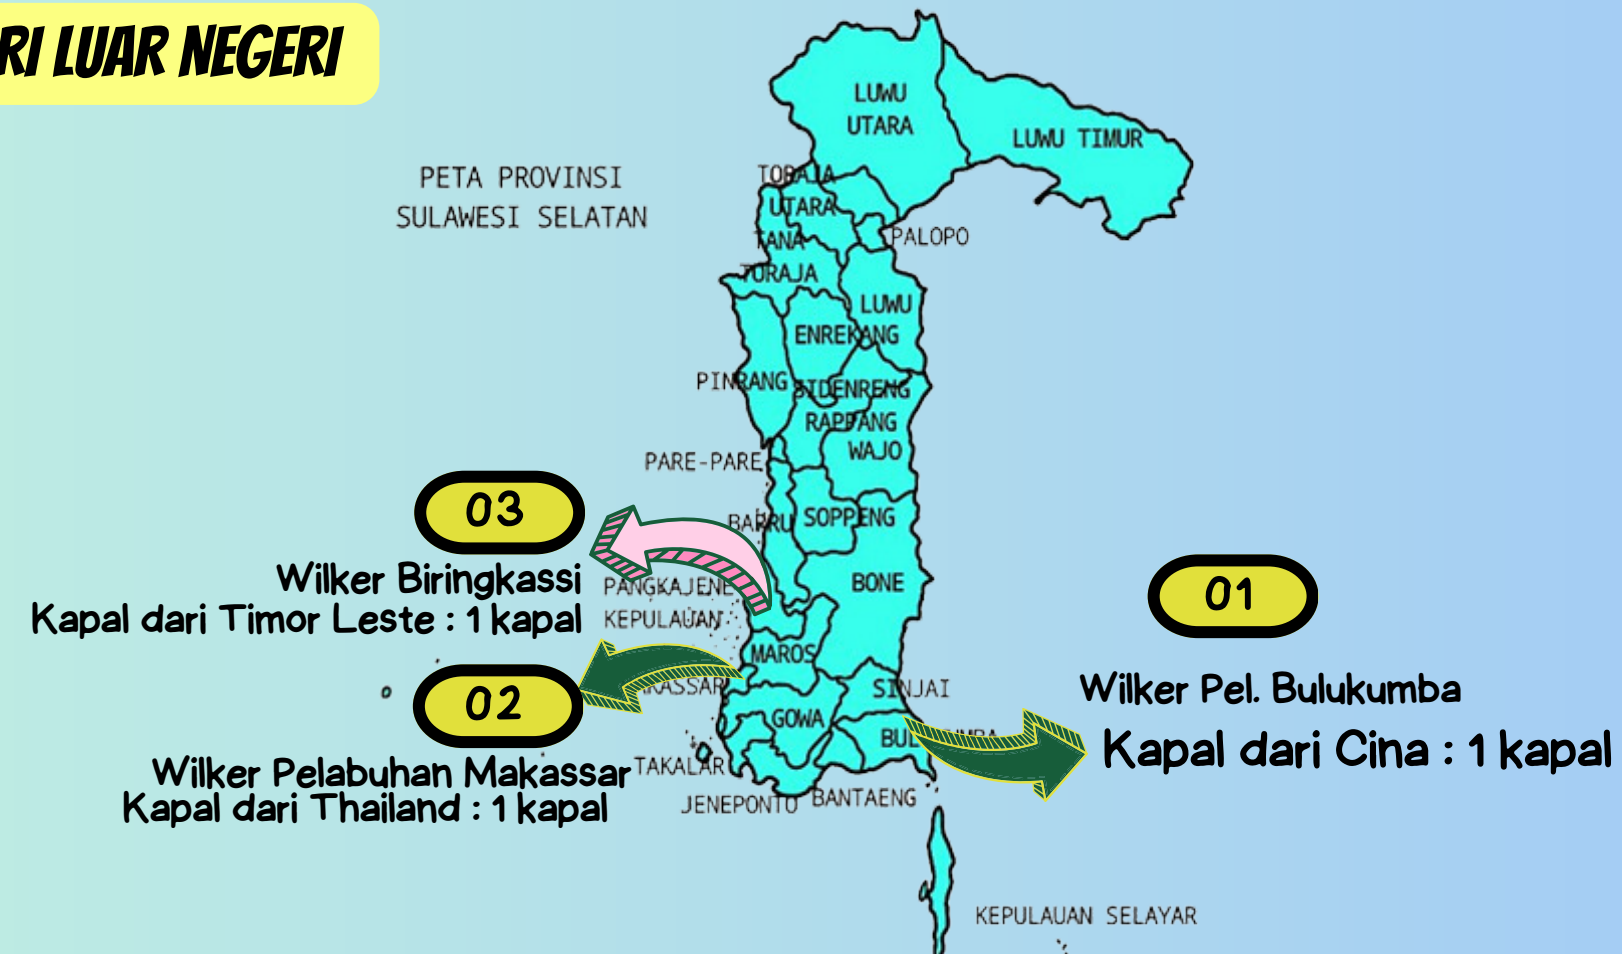 RI LUAR NEGERI
PETA PROVINSI
SULAWESI SELATAN
LUWU
UTARA
LUWU TIMUR
TORAJA
UTARA
PALOPO
TANA
TORAJA
LUWU
ENREKANG
PINRANG
SIDENRENG
RAPPANG
WAJO
PARE-PARE
BARRU
SOPPENG
BONE
03
Wilker Biringkassi
Kapal dari Timor Leste : 1 kapal
PANGKAJENE
KEPULAUAN
MAROS
02
Wilker Pelabuhan Makassar
Kapal dari Thailand : 1 kapal
GOWA
SINJAI
TAKALAR
JENEPONTO
BANTAENG
01
Wilker Pel. Bulukumba
Kapal dari Cina : 1 kapal
KEPULAUAN SELAYAR